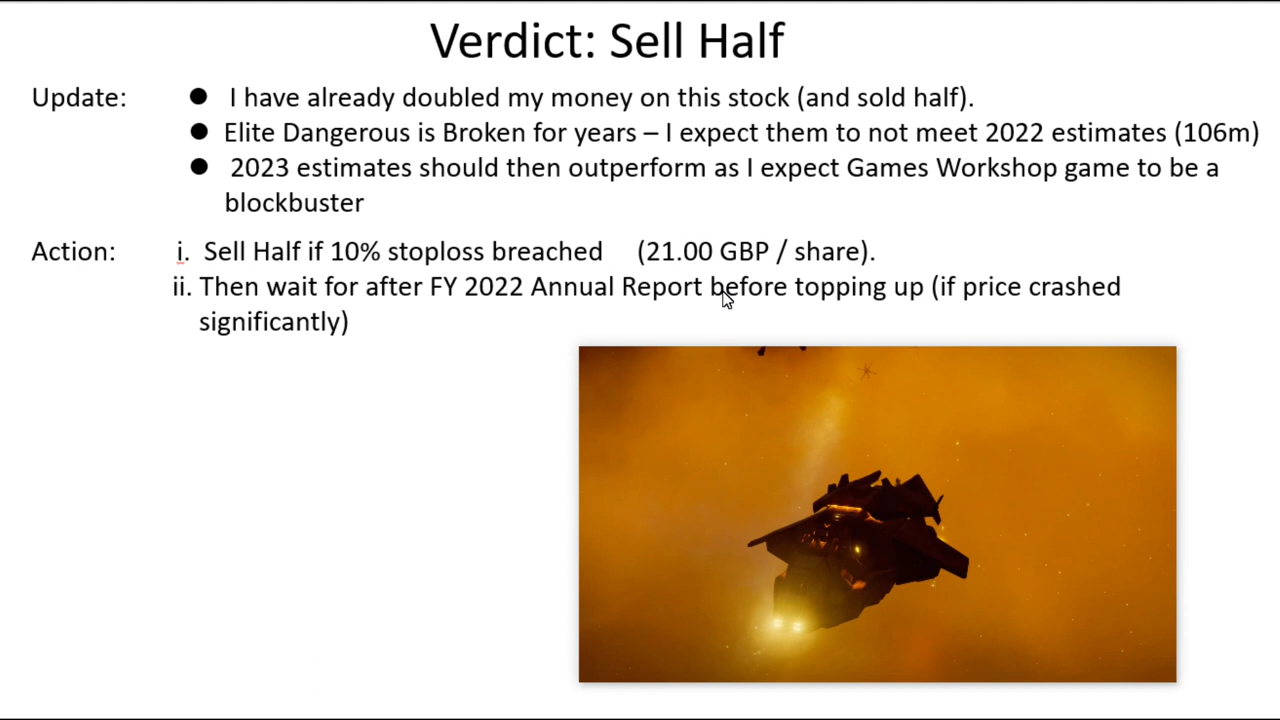 Verdict: Sell Half
Update: ● I have already doubled my money on this stock (and sold half).
● Elite Dangerous is Broken for years – I expect them to not meet 2022 estimates (106m)
● 2023 estimates should then outperform as I expect Games Workshop game to be a
blockbuster
Action: i. Sell Half if 10% stoploss breached (21.00 GBP / share).
ii. Then wait for after FY 2022 Annual Report before topping up (if price crashed
significantly)